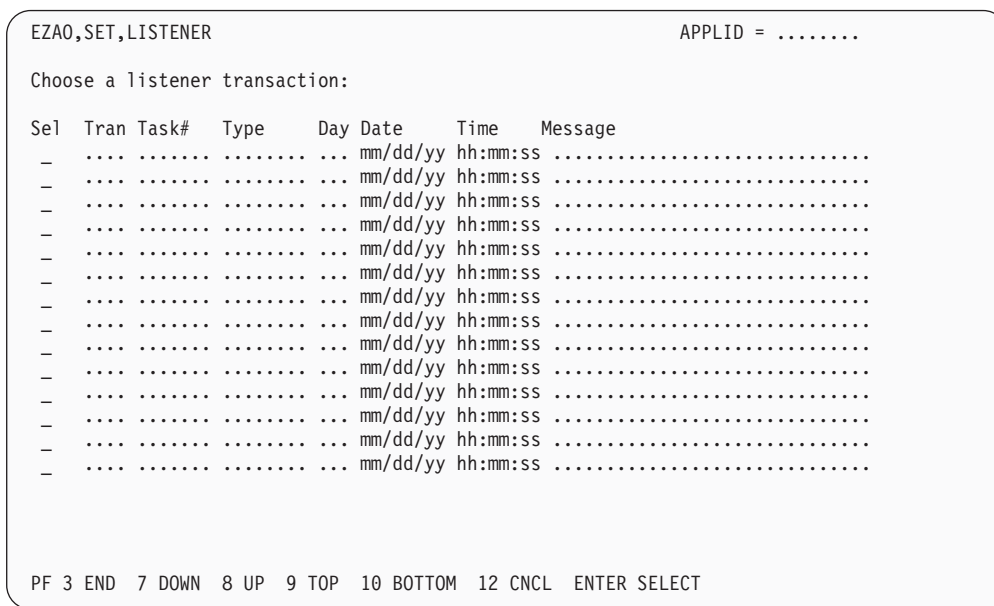 EZAO,SET,LISTENER APPLID = ........
Choose a listener transaction:
Sel Tran Task# Type Day Date Time Message
_ .... ....... ........ ... mm/dd/yy hh:mm:ss ..............................
_ .... ....... ........ ... mm/dd/yy hh:mm:ss ..............................
_ .... ....... ........ ... mm/dd/yy hh:mm:ss ..............................
_ .... ....... ........ ... mm/dd/yy hh:mm:ss ..............................
_ .... ....... ........ ... mm/dd/yy hh:mm:ss ..............................
_ .... ....... ........ ... mm/dd/yy hh:mm:ss ..............................
_ .... ....... ........ ... mm/dd/yy hh:mm:ss ..............................
_ .... ....... ........ ... mm/dd/yy hh:mm:ss ..............................
_ .... ....... ........ ... mm/dd/yy hh:mm:ss ..............................
_ .... ....... ........ ... mm/dd/yy hh:mm:ss ..............................
_ .... ....... ........ ... mm/dd/yy hh:mm:ss ..............................
_ .... ....... ........ ... mm/dd/yy hh:mm:ss ..............................
_ .... ....... ........ ... mm/dd/yy hh:mm:ss ..............................
_ .... ....... ........ ... mm/dd/yy hh:mm:ss ..............................
PF 3 END 7 DOWN 8 UP 9 TOP 10 BOTTOM 12 CNCL ENTER SELECT